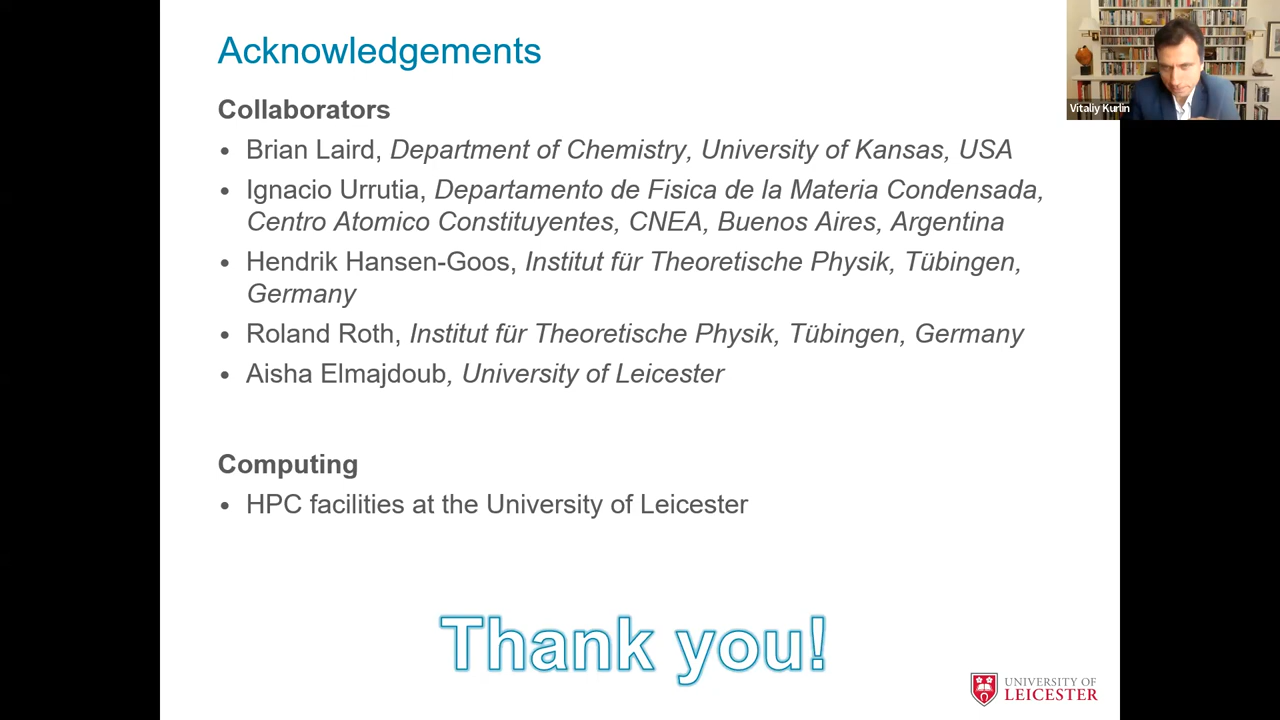 Acknowledgements
Vitaliy Kurlin
Collaborators
• Brian Laird, Department of Chemistry, University of Kansas, USA
• Ignacio Urrutia, Departamento de Fisica de la Materia Condensada,
Centro Atomico Constituyentes, CNEA, Buenos Aires, Argentina
• Hendrik Hansen-Goos, Institut für Theoretische Physik, Tübingen,
Germany
• Roland Roth, Institut für Theoretische Physik, Tübingen, Germany
• Aisha Elmajdoub, University of Leicester
Computing
• HPC facilities at the University of Leicester
Thank you!
UNIVERSITY OF
LEICESTER